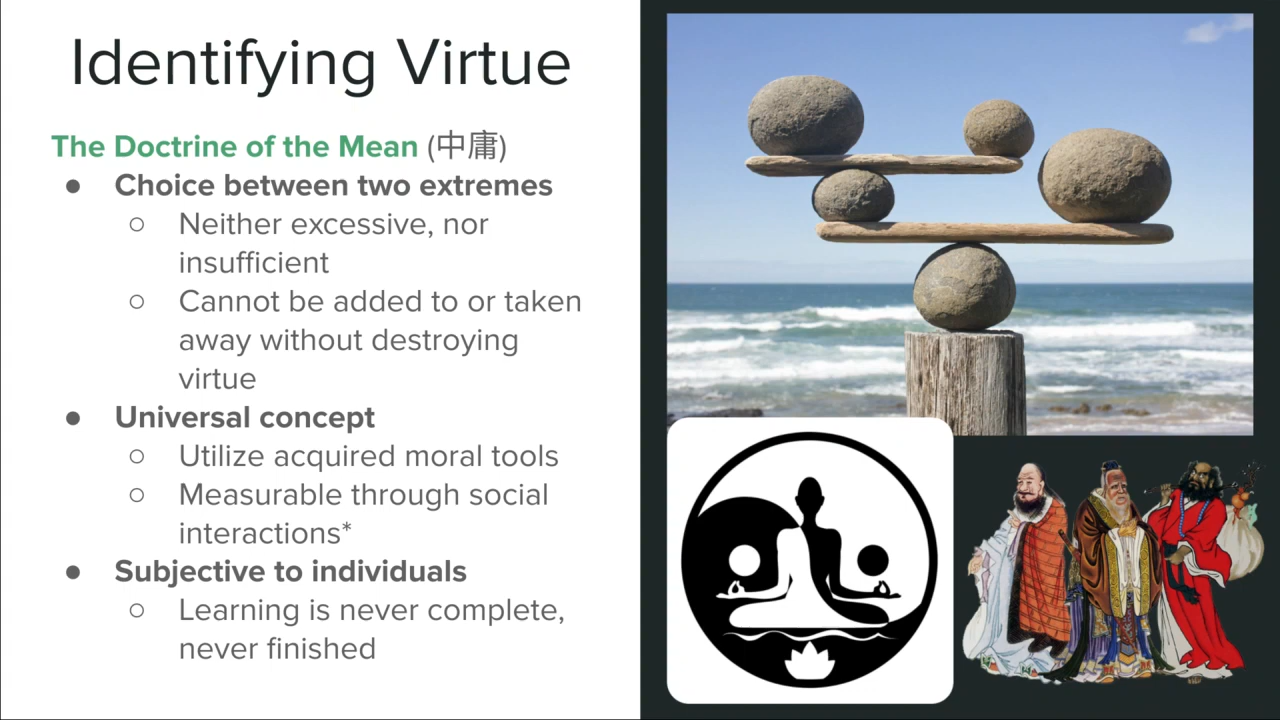 Identifying Virtue
The Doctrine of the Mean (中庸)
● Choice between two extremes
○ Neither excessive, nor
insufficient
○ Cannot be added to or taken
away without destroying
virtue
● Universal concept
○ Utilize acquired moral tools
○ Measurable through social
interactions*
● Subjective to individuals
○ Learning is never complete,
never finished